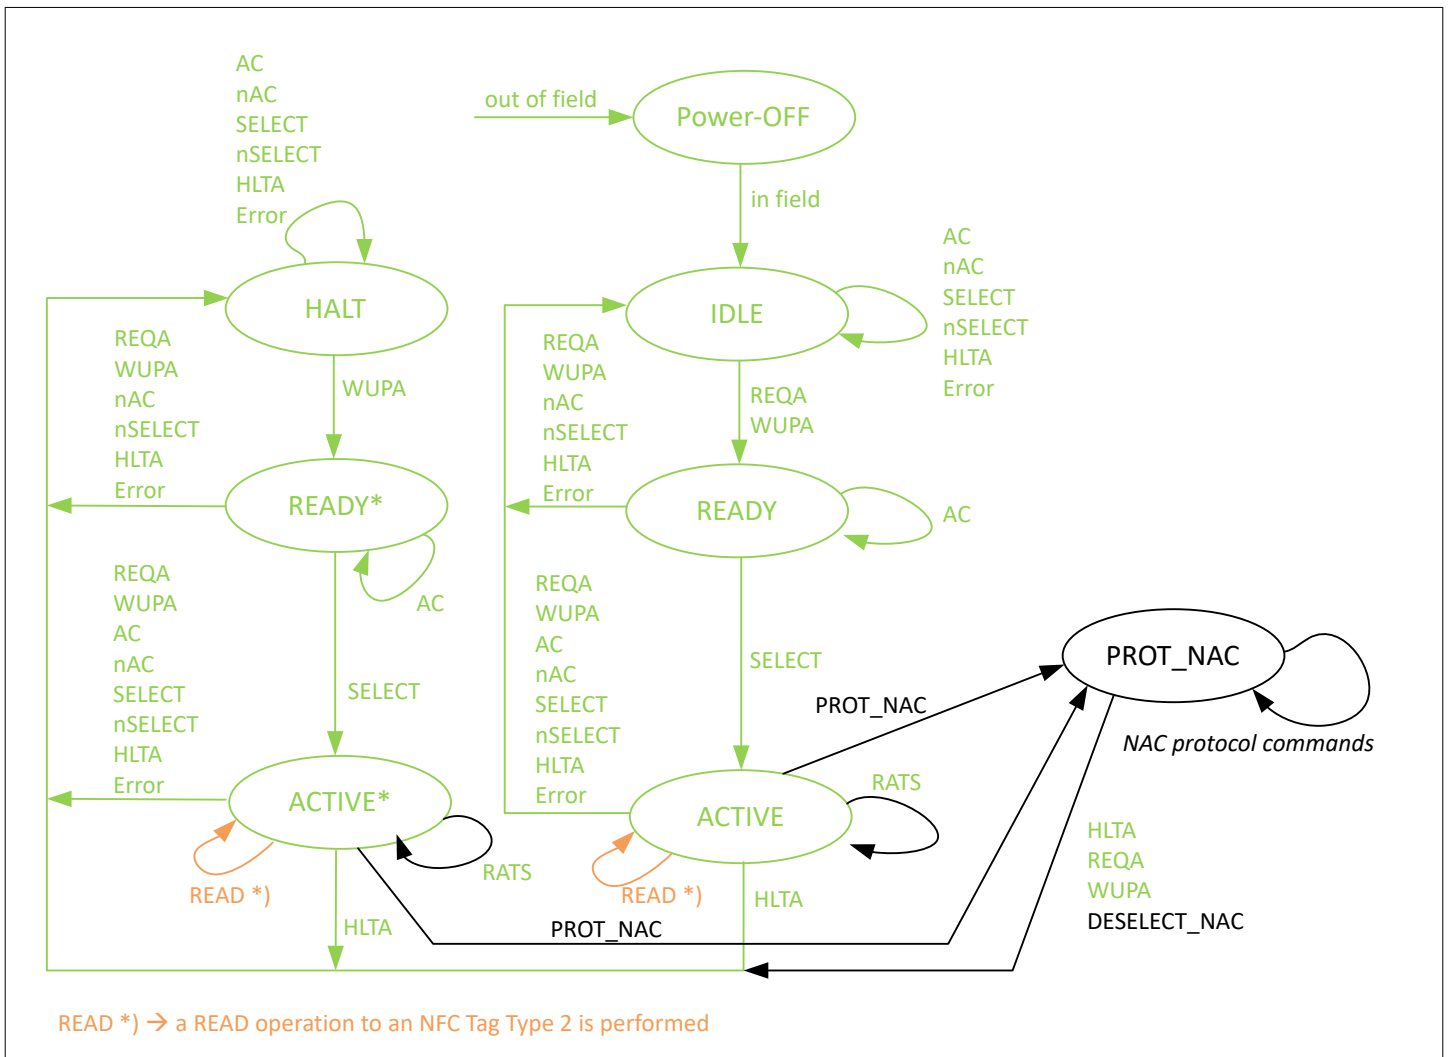 AC
nAC
SELECT
nSELECT
HLTA
Error
out of field
Power-OFF
in field
HALT
IDLE
AC
nAC
SELECT
nSELECT
HLTA
Error
REQA
WUPA
nAC
nSELECT
HLTA
Error
WUPA
REQA
WUPA
nAC
nSELECT
HLTA
Error
REQA
WUPA
READY*
AC
READY
AC
REQA
WUPA
AC
nAC
SELECT
nSELECT
HLTA
Error
SELECT
REQA
WUPA
AC
nAC
SELECT
nSELECT
HLTA
Error
SELECT
PROT_NAC
PROT_NAC
NAC protocol commands
ACTIVE*
RATS
READ *)
HLTA
ACTIVE
RATS
READ *)
HLTA
PROT_NAC
HLTA
REQA
WUPA
DESELECT_NAC
READ *) → a READ operation to an NFC Tag Type 2 is performed